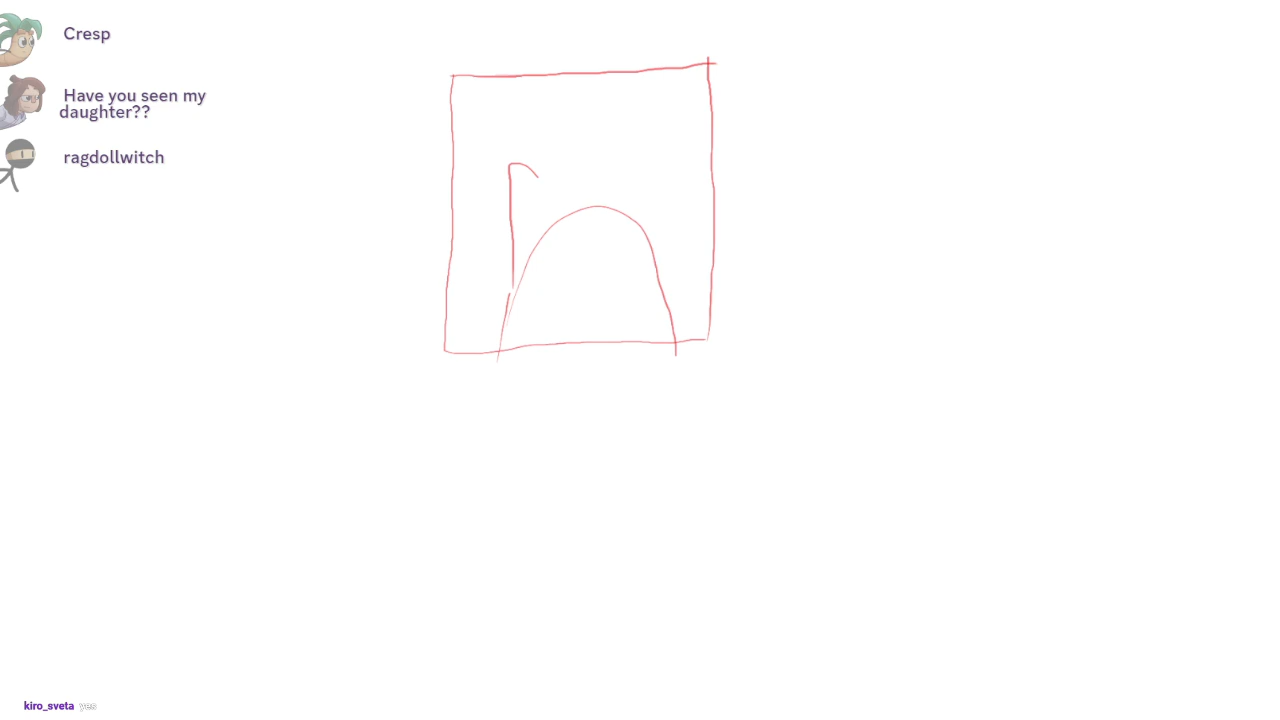 Cresp
Have you seen my
daughter??
ragdollwitch
kiro_sveta yes